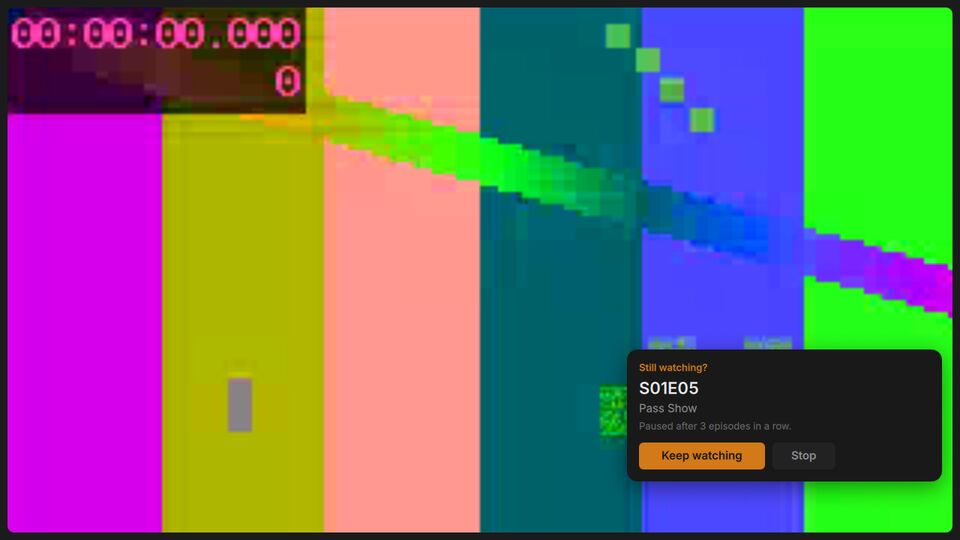 00:00:00.000
0
Still watching?
S01E05
Pass Show
Paused after 3 episodes in a row.
Keep watching
Stop